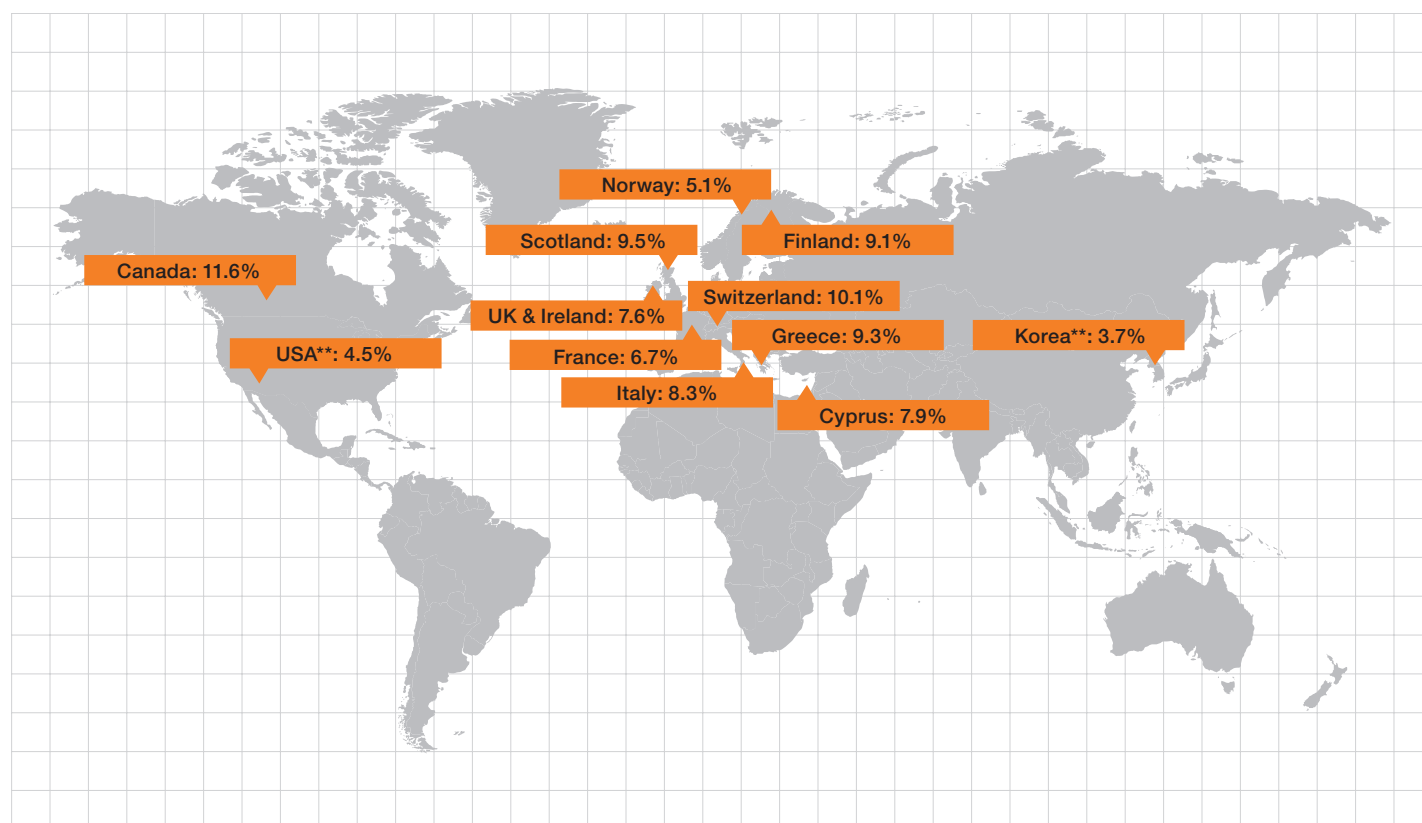 Norway: 5.1%
Scotland: 9.5%
Finland: 9.1%
Canada: 11.6%
Switzerland: 10.1%
UK & Ireland: 7.6%
Greece: 9.3%
Korea**: 3.7%
USA**: 4.5%
France: 6.7%
Italy: 8.3%
Cyprus: 7.9%